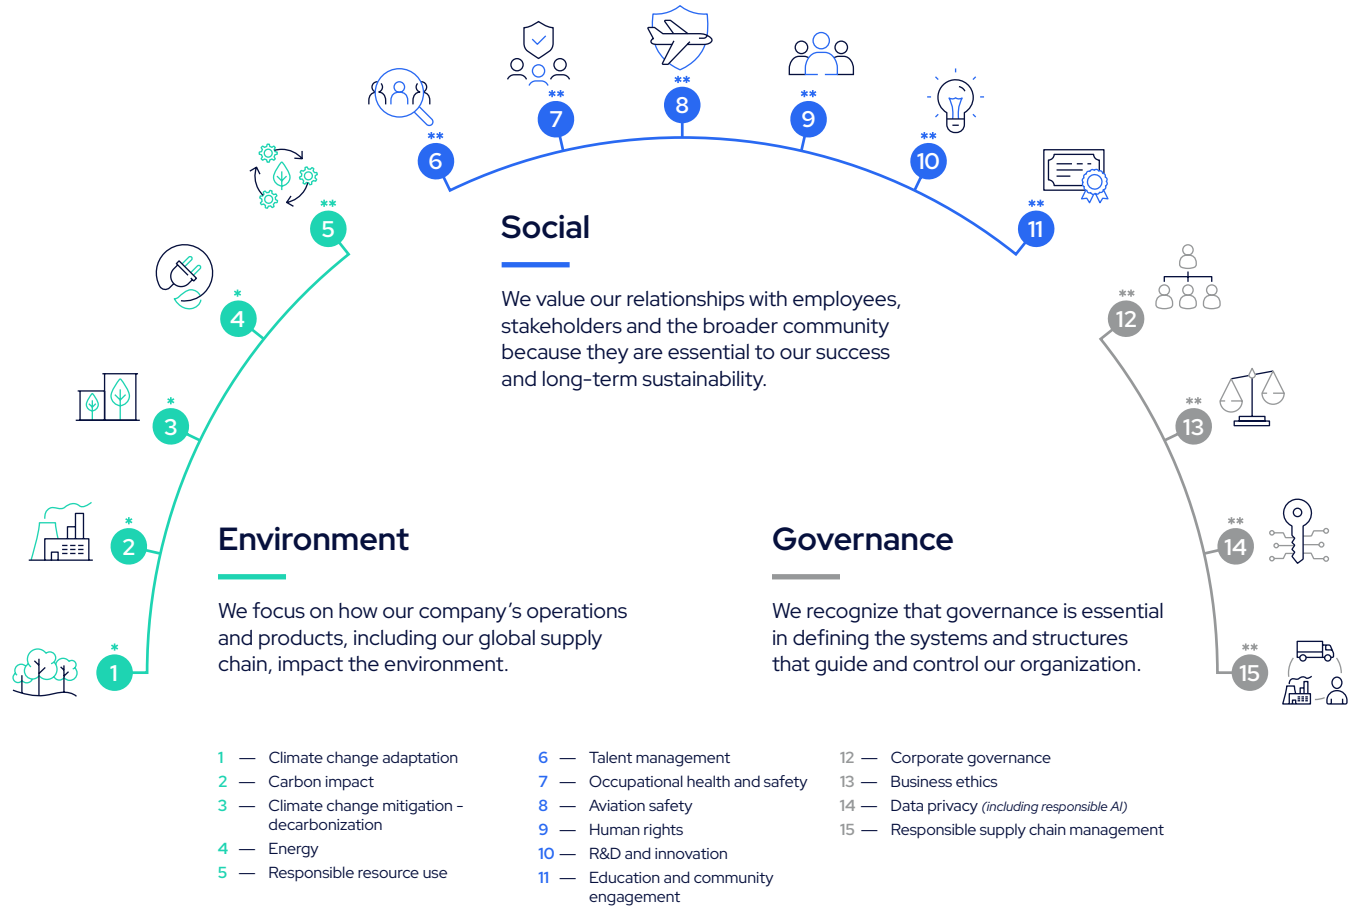 **
8
**
7
**
9
**
6
**
10
**
5
**
11
Social
We value our relationships with employees,
stakeholders and the broader community
because they are essential to our success
and long-term sustainability.
*
4
**
12
*
3
**
13
*
2
**
14
*
1
**
15
Environment
We focus on how our company’s operations
and products, including our global supply
chain, impact the environment.
Governance
We recognize that governance is essential
in defining the systems and structures
that guide and control our organization.
1 — Climate change adaptation
2 — Carbon impact
3 — Climate change mitigation -
decarbonization
4 — Energy
5 — Responsible resource use
6 — Talent management
7 — Occupational health and safety
8 — Aviation safety
9 — Human rights
10 — R&D and innovation
11 — Education and community
engagement
12 — Corporate governance
13 — Business ethics
14 — Data privacy (including responsible AI)
15 — Responsible supply chain management